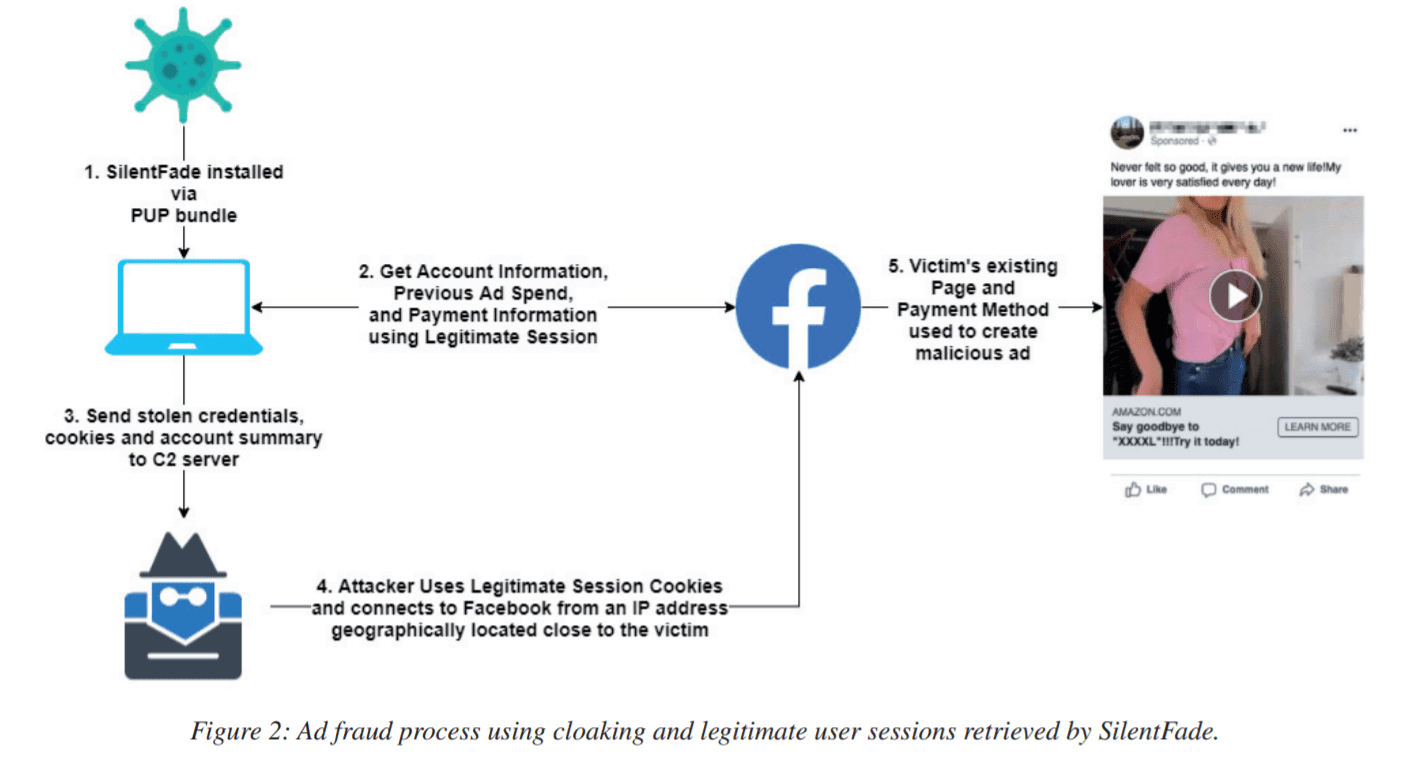 1. SilentFade installed
via
PUP bundle
2. Get Account Information,
Previous Ad Spend,
and Payment Information
using Legitimate Session
3. Send stolen credentials,
cookies and account summary
to C2 server
4. Attacker Uses Legitimate Session Cookies
and connects to Facebook from an IP address
geographically located close to the victim
5. Victim's existing
Page and
Payment Method
used to create
malicious ad
Sponsored ·
Never felt so good, it gives you a new life!My
lover is very satisfied every day!
AMAZON.COM
Say goodbye to
"XXXXL"!!!Try it today!
LEARN MORE
Like
Comment
Share
Figure 2: Ad fraud process using cloaking and legitimate user sessions retrieved by SilentFade.